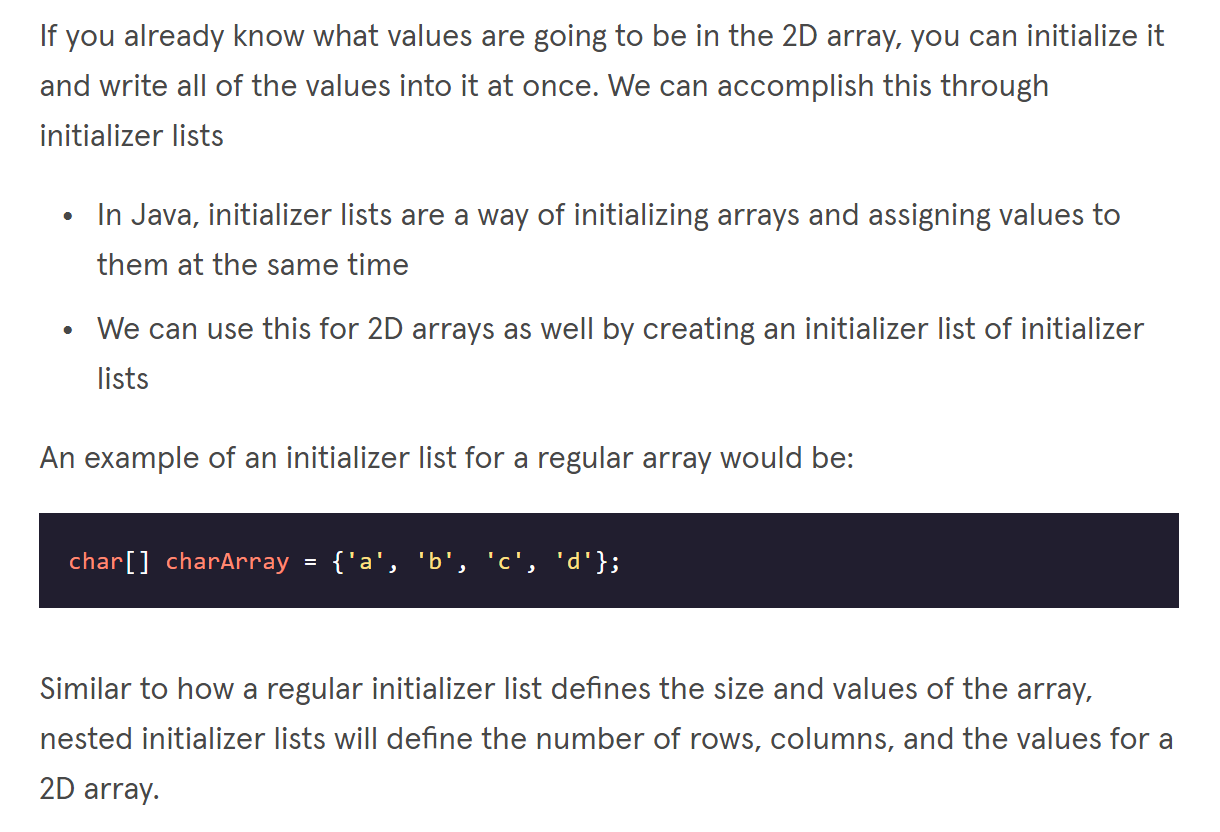 If you already know what values are going to be in the 2D array, you can initialize it
and write all of the values into it at once. We can accomplish this through
initializer lists
• In Java, initializer lists are a way of initializing arrays and assigning values to
them at the same time
• We can use this for 2D arrays as well by creating an initializer list of initializer
lists
An example of an initializer list for a regular array would be:
char[] charArray = {'a', 'b', 'c', 'd'};
Similar to how a regular initializer list defines the size and values of the array,
nested initializer lists will define the number of rows, columns, and the values for a
2D array.